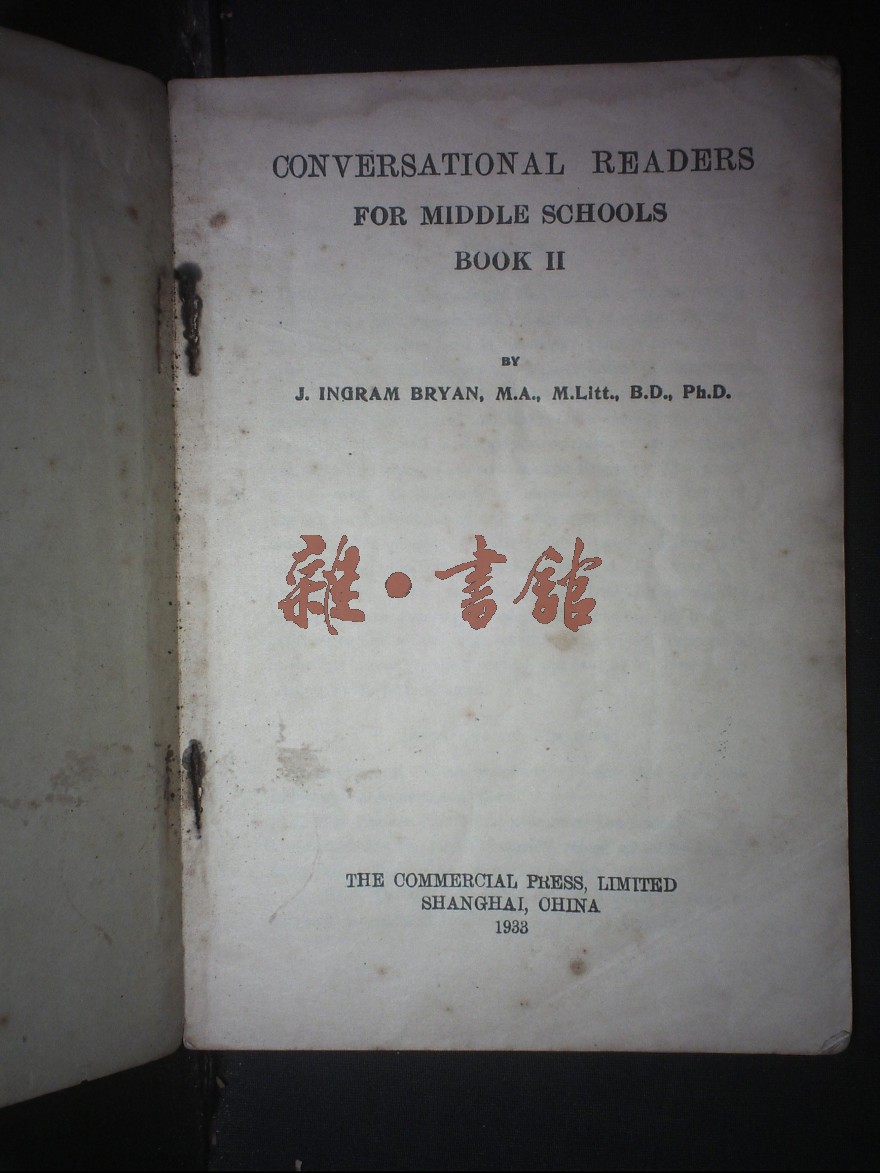 CONVERSATIONAL READERS
FOR MIDDLE SCHOOLS
BOOK II
BY
J. INGRAM BRYAN, M.A., M.Litt., B.D., Ph.D.
雜·書館
THE COMMERCIAL PRESS, LIMITED
SHANGHAI, CHINA
1933